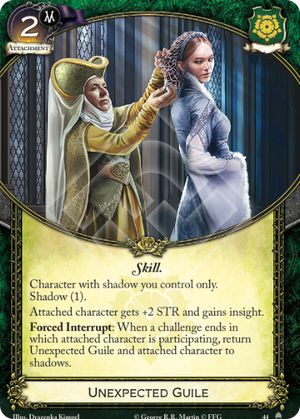 2
ATTACHMENT
Skill.
Character with shadow you control only.
Shadow (1).
Attached character gets +2 STR and gains insight.
Forced Interrupt: When a challenge ends
in which attached character is participating, return
Unexpected Guile and attached character to
shadows.
UNEXPECTED GUILE
Illus. Drazenka Kimpel © George R.R. Martin © FFG 44